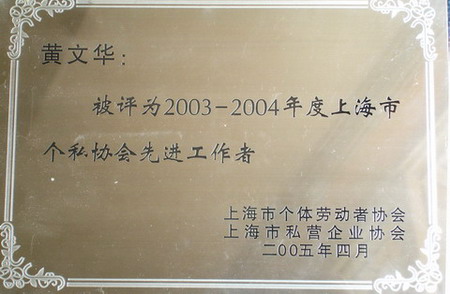 黄文华：
被评为2003-2004年度上海市
个私协会先进工作者
上海市个体劳动者协会
上海市私营企业协会
二00五年四月